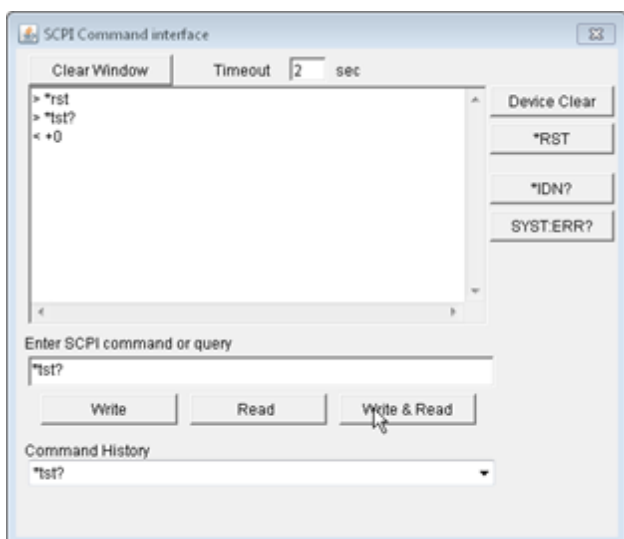 SCPI Command interface
Clear Window Timeout 2 sec
> *rst
> *tst?
< +0
Device Clear
*RST
*IDN?
SYST:ERR?
Enter SCPI command or query
*tst?
Write Read Write & Read
Command History
*tst?